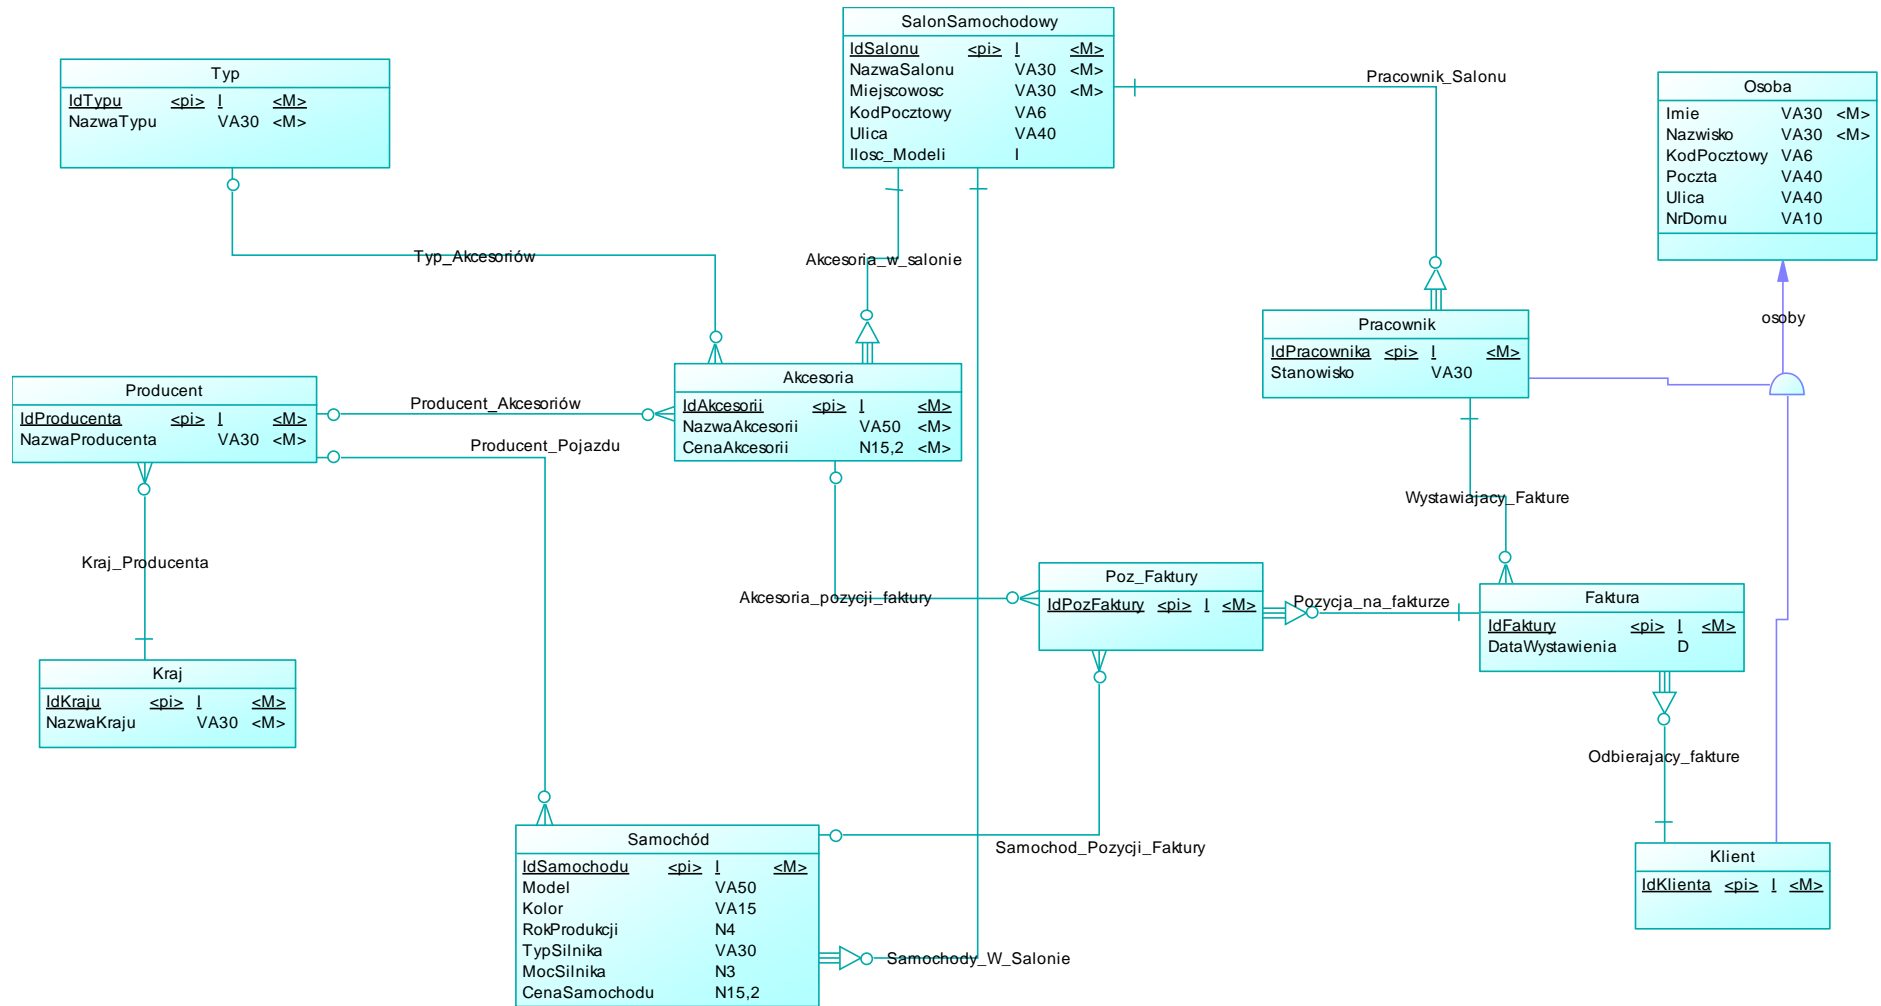 SalonSamochodowy
IdSalonu <pi> I <M>
NazwaSalonu VA30 <M>
Miejscowosc VA30 <M>
KodPocztowy VA6
Ulica VA40
Ilosc_Modeli I
Typ
IdTypu <pi> I <M>
NazwaTypu VA30 <M>
Pracownik_Salonu
Osoba
Imie VA30 <M>
Nazwisko VA30 <M>
KodPocztowy VA6
Poczta VA40
Ulica VA40
NrDomu VA10
Typ_Akcesoriów
Akcesoria_w_salonie
osoby
Pracownik
IdPracownika <pi> I <M>
Stanowisko VA30
Producent
IdProducenta <pi> I <M>
NazwaProducenta VA30 <M>
Producent_Akcesoriów
Producent_Pojazdu
Akcesoria
IdAkcesorii <pi> I <M>
NazwaAkcesorii VA50 <M>
CenaAkcesorii N15,2 <M>
Wystawiajacy_Fakture
Kraj_Producenta
Akcesoria_pozycji_faktury
Poz_Faktury
IdPozFaktury <pi> I <M>
Pozycja_na_fakturze
Faktura
IdFaktury <pi> I <M>
DataWystawienia D
Kraj
IdKraju <pi> I <M>
NazwaKraju VA30 <M>
Odbierajacy_fakture
Samochód
IdSamochodu <pi> I <M>
Model VA50
Kolor VA15
RokProdukcji N4
TypSilnika VA30
MocSilnika N3
CenaSamochodu N15,2
Samochod_Pozycji_Faktury
Samochody_W_Salonie
Klient
IdKlienta <pi> I <M>